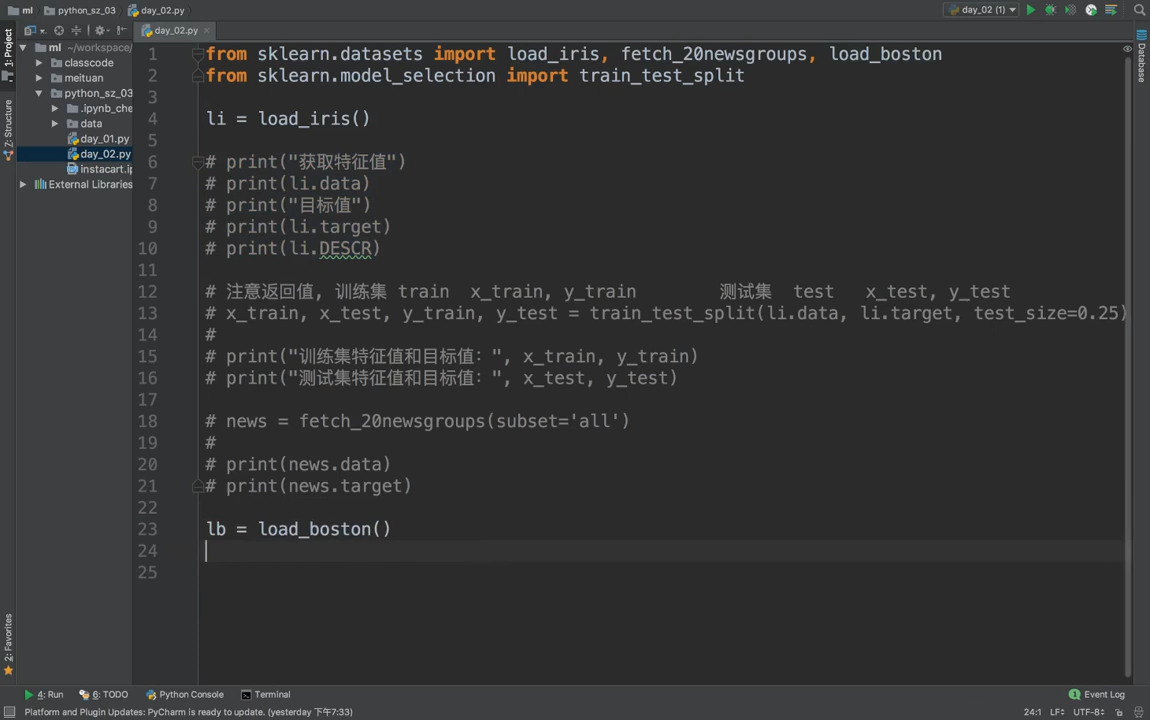 ml
python_sz_03
day_02.py
day_02 (1)
1: Project
Z: Structure
2: Favorites
Database
ml ~/workspace/
classcode
meituan
python_sz_03
.ipynb_che
data
day_01.py
day_02.py
instacart.ip
External Libraries
day_02.py
1 from sklearn.datasets import load_iris, fetch_20newsgroups, load_boston
2 from sklearn.model_selection import train_test_split
3
4 li = load_iris()
5
6 # print("获取特征值")
7 # print(li.data)
8 # print("目标值")
9 # print(li.target)
10 # print(li.DESCR)
11
12 # 注意返回值, 训练集 train  x_train, y_train        测试集  test   x_test, y_test
13 # x_train, x_test, y_train, y_test = train_test_split(li.data, li.target, test_size=0.25)
14 #
15 # print("训练集特征值和目标值：", x_train, y_train)
16 # print("测试集特征值和目标值：", x_test, y_test)
17
18 # news = fetch_20newsgroups(subset='all')
19 #
20 # print(news.data)
21 # print(news.target)
22
23 lb = load_boston()
24
25
4: Run
6: TODO
Python Console
Terminal
Event Log
Platform and Plugin Updates: PyCharm is ready to update. (yesterday 下午7:33)
24:1
LF
UTF-8